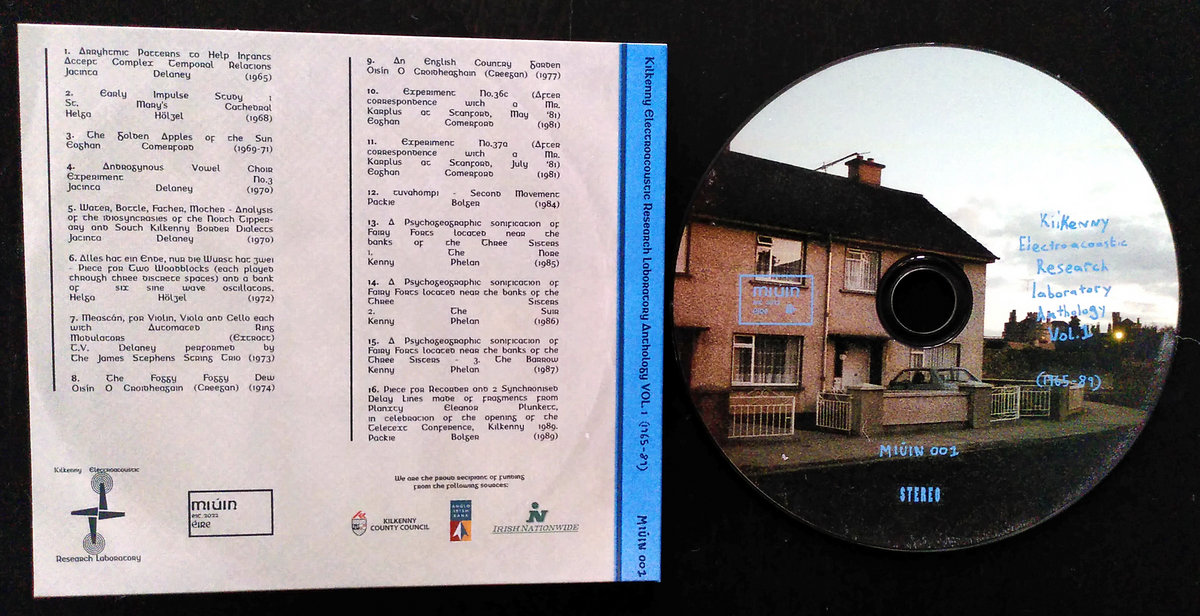 1. Arryhtmic Patterns to Help Infants
Accept Complex Temporal Relations
Jacinta Delaney (1965)
2. Early Impulse Study 1
St. Mary's Cathedral
Helga Hölzel (1968)
3. The Golden Apples of the Sun
Eoghan Comerford (1969-71)
4. Androgynous Vowel Choir
Experiment No.3
Jacinta Delaney (1970)
5. Water, Bottle, Father, Mother - Analysis
of the idiosyncrasies of the North Tipper-
ary and South Kilkenny Border Dialects
Jacinta Delaney (1970)
6. Alles hat ein Ende, nur die Wurst hat zwei
- Piece for Two Woodblocks (each played
through three discrete spaces) and a bank
of six sine wave oscillators.
Helga Hölzel (1972)
7. Meascán, for Violin, Viola and Cello each
with Automated Ring
Modulators (Extract)
T.V. Delaney performed by
The James Stephens String Trio (1973)
8. The Foggy Foggy Dew
Oisín O Croibheagain (Creegan) (1974)
9. An English Country Garden
Oisín O Croibheaghain (Creegan) (1977)
10. Experiment No.36c (After
correspondence with a Mr.
Karplus at Stanford, May '81)
Eoghan Comerford (1981)
11. Experiment No.37a (After
correspondence with a Mr.
Karplus at Stanford, July '81)
Eoghan Comerford (1981)
12. tuvahompi - Second Movement
Packie Bolger (1984)
13. A Psychogeographic sonification of
Fairy Forts located near the
banks of the Three Sisters
1. The Nore
Kenny Phelan (1985)
14. A Psychogeographic sonification of
Fairy Forts located near the banks of the
Three Sisters
2. The Suir
Kenny Phelan (1986)
15. A Psychogeographic sonification of
Fairy Forts located near the banks of the
Three Sisters - 3. The Barrow
Kenny Phelan (1987)
16. Piece for Recorder and 2 Synchronised
Delay Lines made of fragments from
Planxty Eleanor Plunkett,
in celebration of the opening of the
Teletext Conference, Kilkenny 1989.
Packie Bolger (1989)
Kilkenny Electroacoustic
Research Laboratory
miúin
est. 2022
éire
We are the proud recipient of funding
from the following sources:
KILKENNY
COUNTY COUNCIL
ANGLO
IRISH
BANK
IN
IRISH NATIONWIDE
Kilkenny Electroacoustic Research Laboratory Anthology VOL. 1 (1965-89)
MIÚIN 001
miúin
est. 2022
éire
Kilkenny
Electroacoustic
Research
laboratory
Anthology
Vol. 1
(1965-89)
MIÚIN 001
STEREO